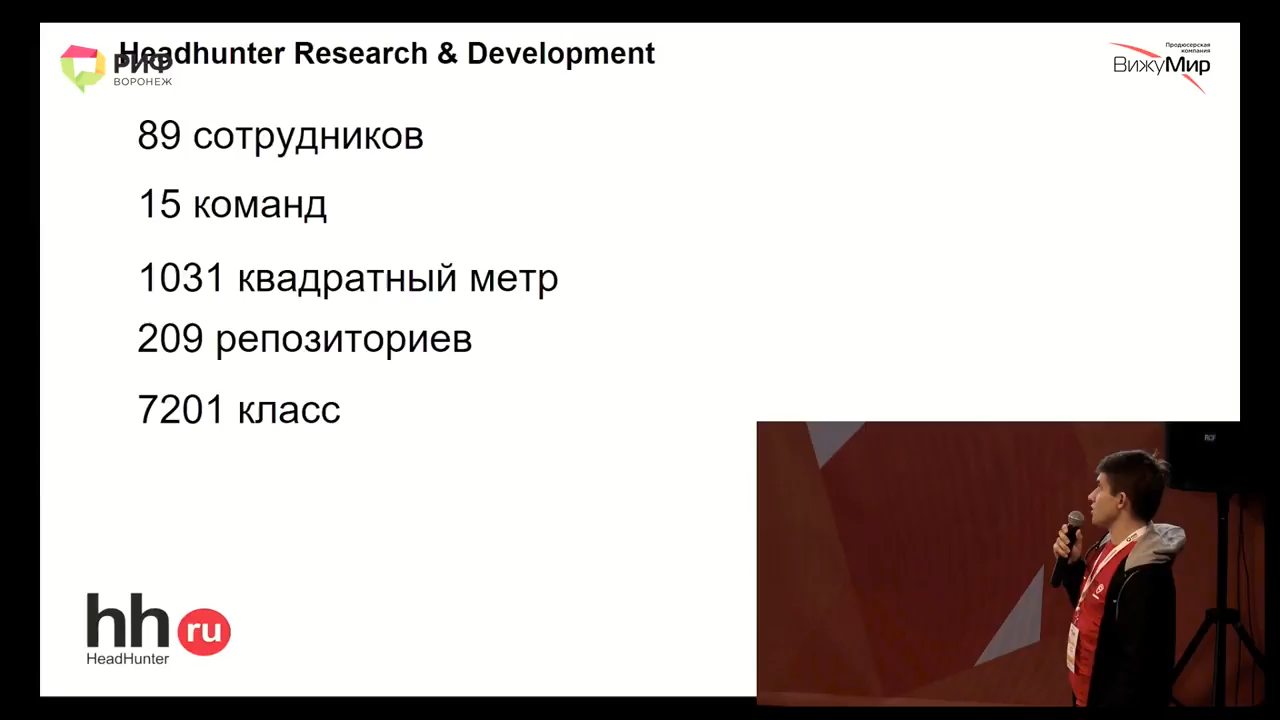 Headhunter Research & Development
РИФ
ВОРОНЕЖ
Продюсерская
компания
ВижуМир
89 сотрудников
15 команд
1031 квадратный метр
209 репозиториев
7201 класс
RCF
hh ru
HeadHunter